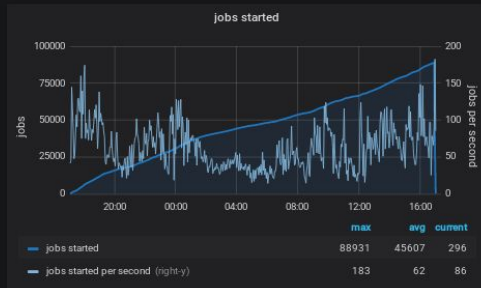 jobs started
100000
200
75000
150
jobs
50000
100
jobs per second
25000
50
0
0
20:00
00:00
04:00
08:00
12:00
16:00
max
avg
current
jobs started
88931
45607
296
jobs started per second (right-y)
183
62
86